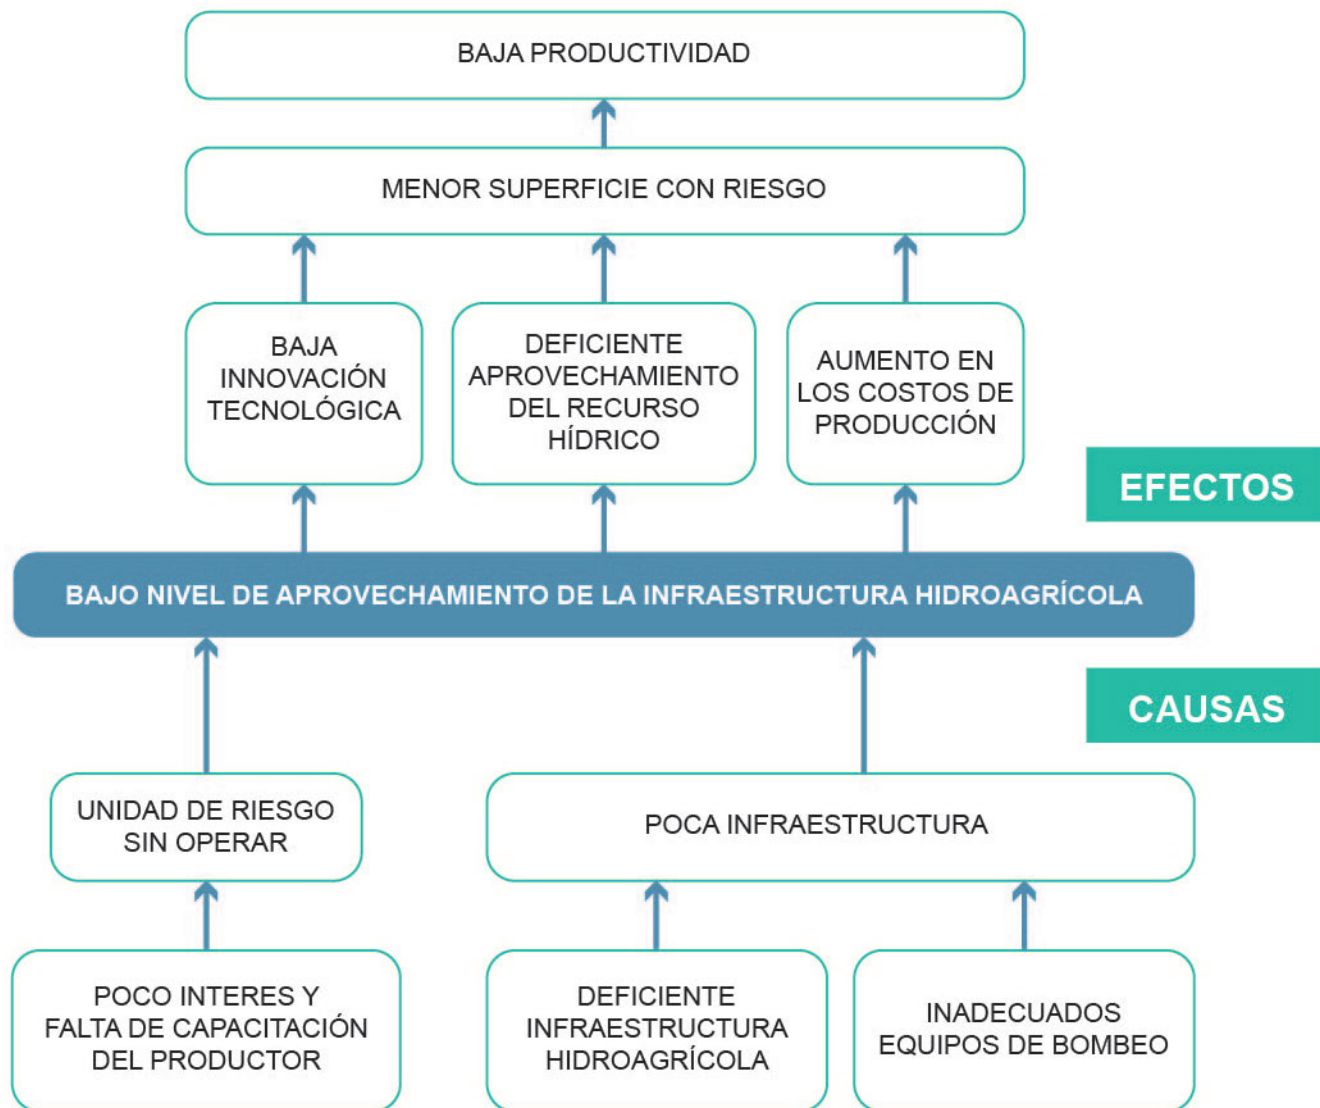 BAJA PRODUCTIVIDAD
MENOR SUPERFICIE CON RIESGO
BAJA
INNOVACIÓN
TECNOLÓGICA
DEFICIENTE
APROVECHAMIENTO
DEL RECURSO
HÍDRICO
AUMENTO EN
LOS COSTOS DE
PRODUCCIÓN
EFECTOS
BAJO NIVEL DE APROVECHAMIENTO DE LA INFRAESTRUCTURA HIDROAGRÍCOLA
CAUSAS
UNIDAD DE RIESGO
SIN OPERAR
POCA INFRAESTRUCTURA
POCO INTERES Y
FALTA DE CAPACITACIÓN
DEL PRODUCTOR
DEFICIENTE
INFRAESTRUCTURA
HIDROAGRÍCOLA
INADECUADOS
EQUIPOS DE BOMBEO